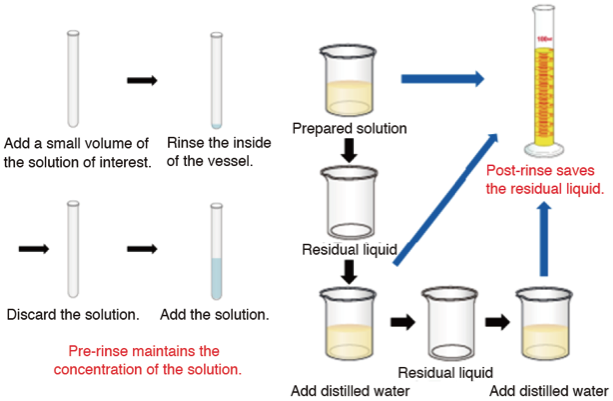 Add a small volume of
the solution of interest.
Rinse the inside
of the vessel.
Discard the solution.
Add the solution.
Pre-rinse maintains the
concentration of the solution.
Prepared solution
Residual liquid
Add distilled water
Residual liquid
Add distilled water
Post-rinse saves
the residual liquid.